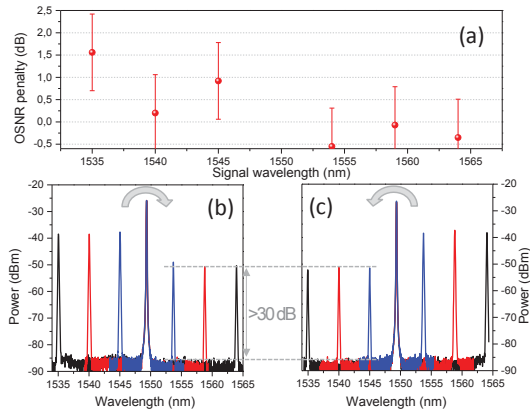 2,5
2,0
1,5
1,0
0,5
0,0
-0,5
OSNR penalty (dB)
(a)
1535 1540 1545 1550 1555 1560 1565
Signal wavelength (nm)
-20
-30
-40
-50
-60
-70
-80
-90
Power (dBm)
(b)
1535 1540 1545 1550 1555 1560 1565
Wavelength (nm)
>30 dB
(c)
-20
-30
-40
-50
-60
-70
-80
-90
Power (dBm)
1535 1540 1545 1550 1555 1560 1565
Wavelength (nm)